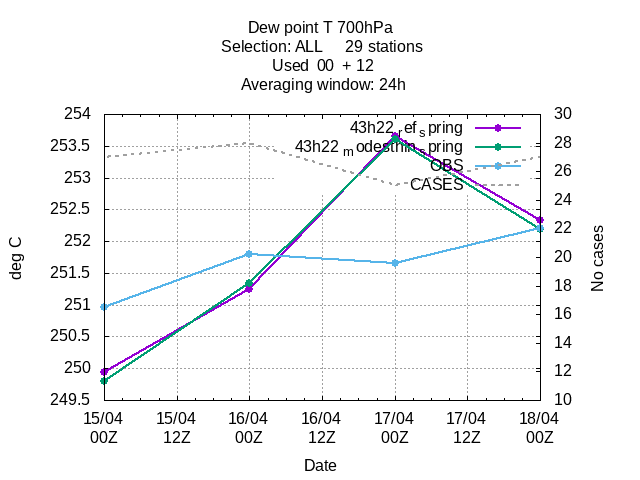 Dew point T 700hPa
Selection: ALL     29 stations
Used  00  + 12
Averaging window: 24h
43h22_ref_spring
43h22_modesthin_spring
OBS
CASES
254
253.5
253
252.5
252
251.5
251
250.5
250
249.5
30
28
26
24
22
20
18
16
14
12
10
deg C
No cases
15/04 15/04 16/04 16/04 17/04 17/04 18/04
00Z 12Z 00Z 12Z 00Z 12Z 00Z
Date